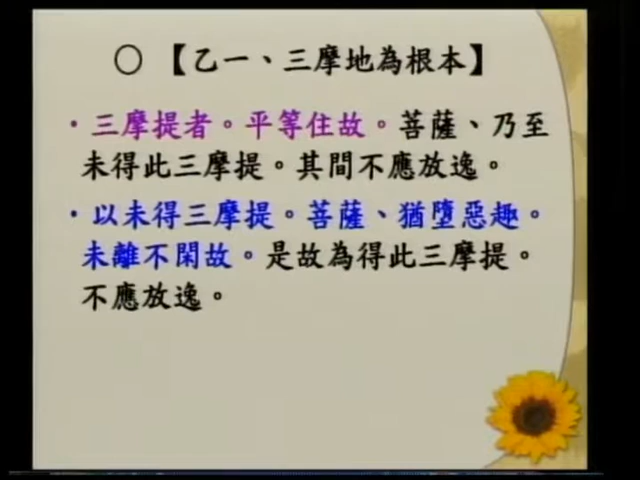 ○【乙一、三摩地為根本】
・三摩提者。平等住故。菩薩、乃至
未得此三摩提。其間不應放逸。
・以未得三摩提。菩薩、猶墮惡趣。
未離不閑故。是故為得此三摩提。
不應放逸。